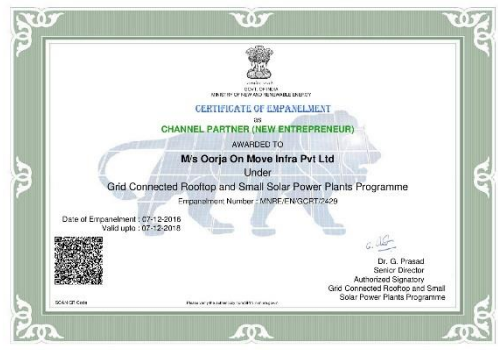 GOVT. OF INDIA
MINISTRY OF NEW AND RENEWABLE ENERGY
CERTIFICATE OF EMPANELMENT
as
CHANNEL PARTNER (NEW ENTREPRENEUR)
AWARDED TO
M/s Oorja On Move Infra Pvt Ltd
Under
Grid Connected Rooftop and Small Solar Power Plants Programme
Empanelment Number : MNRE/EN/GCRT/2429
Date of Empanelment : 07-12-2016
Valid upto : 07-12-2018
Dr. G. Prasad
Senior Director
Authorized Signatory
Grid Connected Rooftop and Small
Solar Power Plants Programme